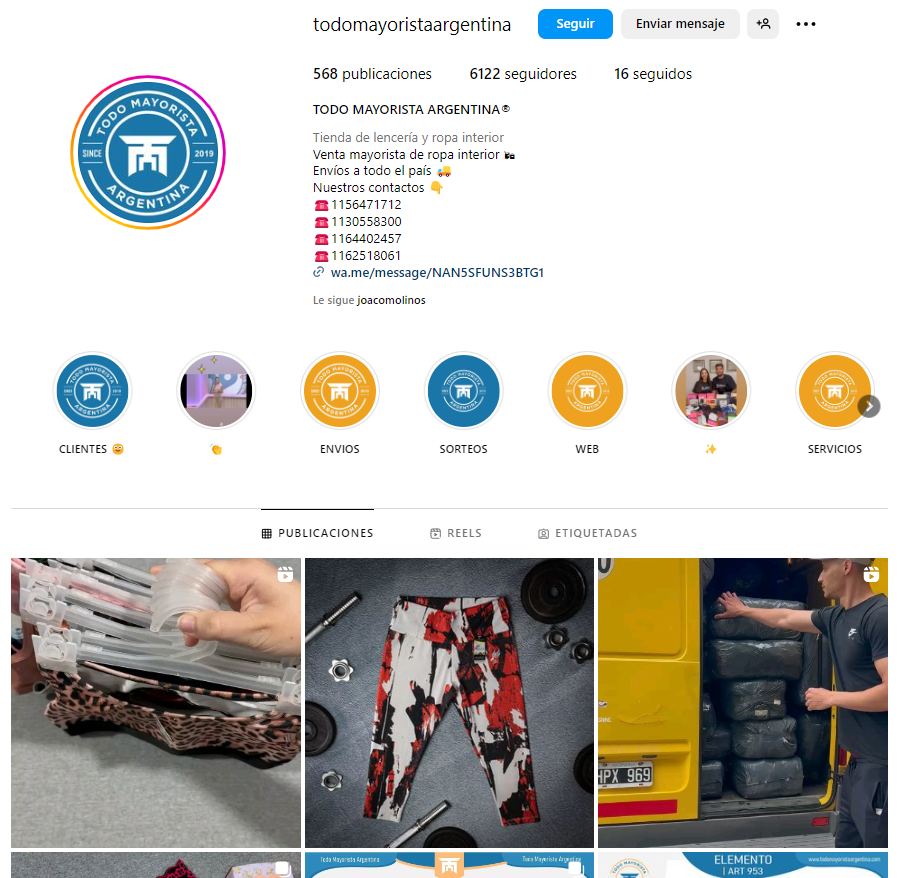 todomayoristaargentina Seguir Enviar mensaje
568 publicaciones 6122 seguidores 16 seguidos
TODO MAYORISTA ARGENTINA®
Tienda de lencería y ropa interior
Venta mayorista de ropa interior
Envíos a todo el país 🚚
Nuestros contactos 👇
☎️1156471712
☎️1130558300
☎️1164402457
☎️1162518061
wa.me/message/NAN5SFUNS3BTG1
Le sigue joacomolinos
TODO MAYORISTA
SINCE 2019
ARGENTINA
CLIENTES 😄 👏 ENVIOS SORTEOS WEB ✨ SERVICIOS
PUBLICACIONES REELS ETIQUETADAS
HPX 969
Todo Mayorista Argentina Todo Mayorista Argentina
ELEMENTO
| ART 953
www.todomayoristaargentina.com